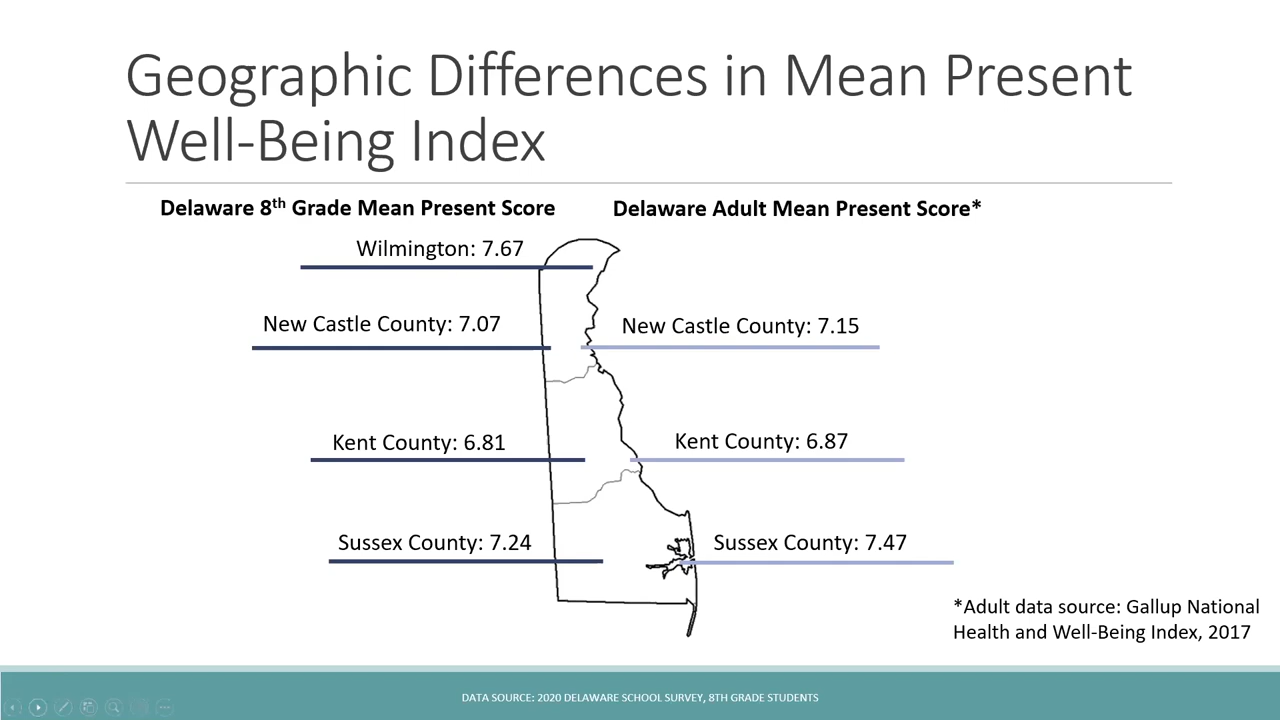 Geographic Differences in Mean Present
Well-Being Index
Delaware 8th Grade Mean Present Score
Delaware Adult Mean Present Score*
Wilmington: 7.67
New Castle County: 7.07
New Castle County: 7.15
Kent County: 6.81
Kent County: 6.87
Sussex County: 7.24
Sussex County: 7.47
*Adult data source: Gallup National
Health and Well-Being Index, 2017
DATA SOURCE: 2020 DELAWARE SCHOOL SURVEY, 8TH GRADE STUDENTS